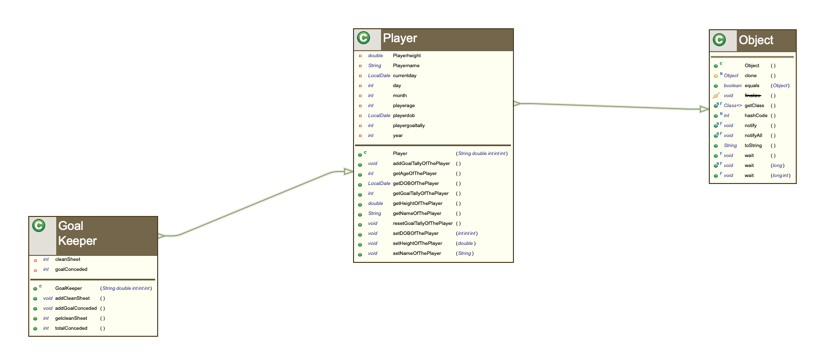 C Goal
Keeper
int cleanSheet
int goalConceded
C GoalKeeper (String double int int int)
void addCleanSheet ()
void addGoalConceded ()
int getcleanSheet ()
int totalConceded ()
C Player
double Playerheight
String Playername
LocalDate currentday
int day
int month
int playerage
LocalDate playerdob
int playergoaltally
int year
C Player (String double int int int)
void addGoalTallyOfThePlayer ()
int getAgeOfThePlayer ()
LocalDate getDOBOfThePlayer ()
int getGoalTallyOfThePlayer ()
double getHeightOfThePlayer ()
String getNameOfThePlayer ()
void resetGoalTallyOfThePlayer ()
void setDOBOfThePlayer (int int int)
void setHeightOfThePlayer (double)
void setNameOfThePlayer (String)
C Object
C Object ()
N Object clone ()
boolean equals (Object)
void finalize ()
F Class<> getClass ()
N int hashCode ()
F void notify ()
F void notifyAll ()
String toString ()
F void wait ()
F void wait (long)
F void wait (long int)